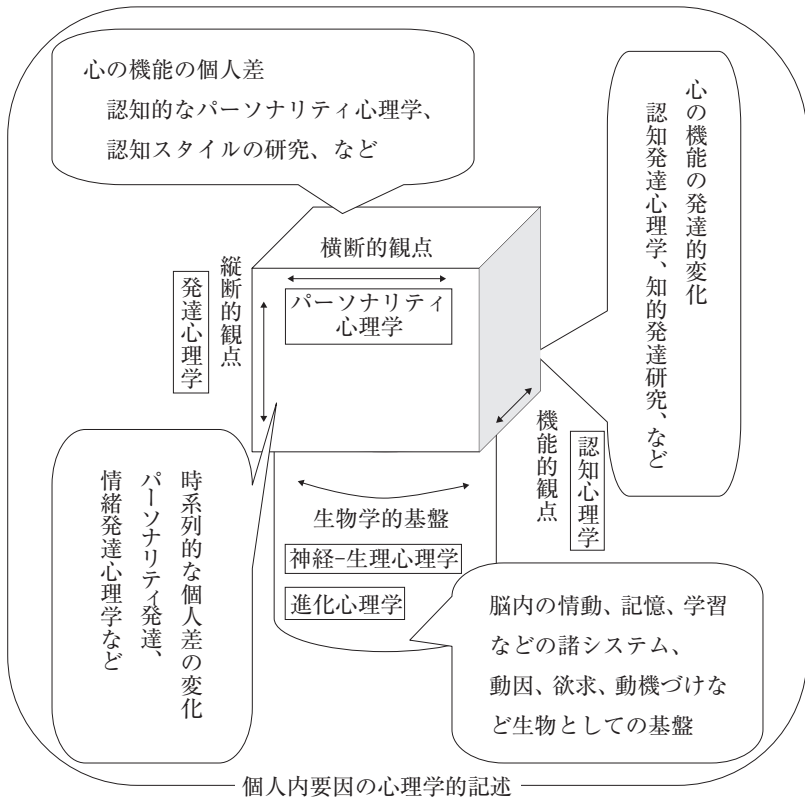 心の機能の個人差
認知的なパーソナリティ心理学、
認知スタイルの研究、など
心の機能の発達的変化
認知発達心理学、知的発達研究、など
横断的観点
パーソナリティ
心理学
縦断的観点
発達心理学
機能的観点
認知心理学
時系列的な個人差の変化
パーソナリティ発達、
情緒発達心理学など
生物学的基盤
神経−生理心理学
進化心理学
脳内の情動、記憶、学習
などの諸システム、
動因、欲求、動機づけな
ど生物としての基盤
個人内要因の心理学的記述